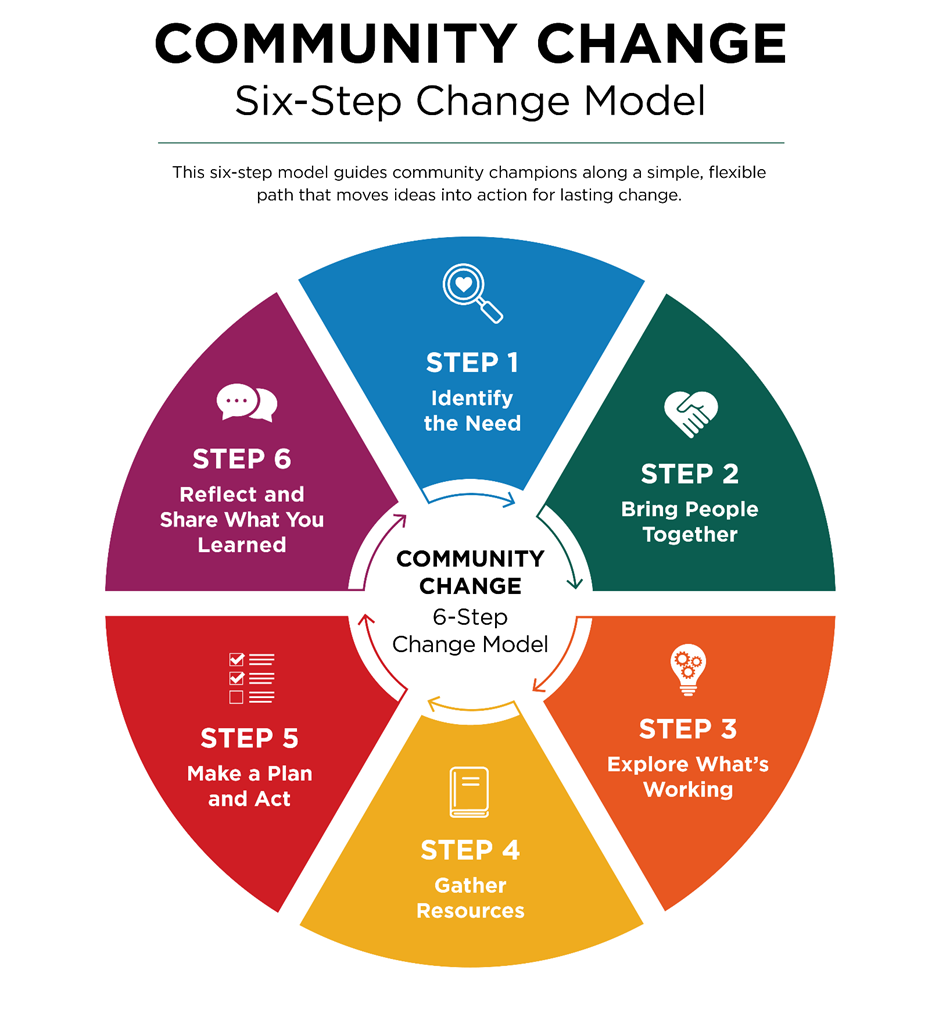 COMMUNITY CHANGE
Six-Step Change Model
This six-step model guides community champions along a simple, flexible
path that moves ideas into action for lasting change.
STEP 1
Identify
the Need
STEP 2
Bring People
Together
STEP 3
Explore What's
Working
STEP 4
Gather
Resources
STEP 5
Make a Plan
and Act
STEP 6
Reflect and
Share What You
Learned
COMMUNITY
CHANGE
6-Step
Change Model